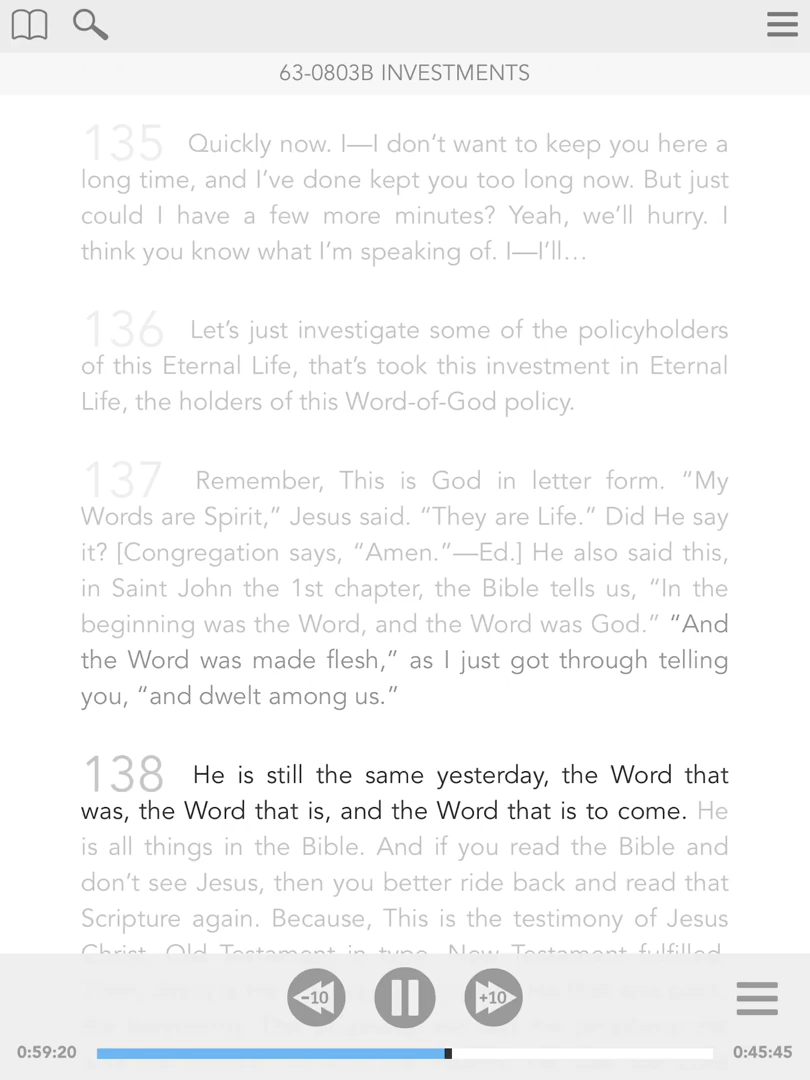 63-0803B INVESTMENTS
135 Quickly now. I—I don’t want to keep you here a
long time, and I’ve done kept you too long now. But just
could I have a few more minutes? Yeah, we’ll hurry. I
think you know what I’m speaking of. I—I’ll…
136 Let’s just investigate some of the policyholders
of this Eternal Life, that’s took this investment in Eternal
Life, the holders of this Word-of-God policy.
137 Remember, This is God in letter form. “My
Words are Spirit,” Jesus said. “They are Life.” Did He say
it? [Congregation says, “Amen.”—Ed.] He also said this,
in Saint John the 1st chapter, the Bible tells us, “In the
beginning was the Word, and the Word was God.” “And
the Word was made flesh,” as I just got through telling
you, “and dwelt among us.”
138 He is still the same yesterday, the Word that
was, the Word that is, and the Word that is to come. He
is all things in the Bible. And if you read the Bible and
don’t see Jesus, then you better ride back and read that
Scripture again. Because, This is the testimony of Jesus
Christ, Old Testament in type, New Testament fulfilled.
-10 +10
0:59:20 0:45:45